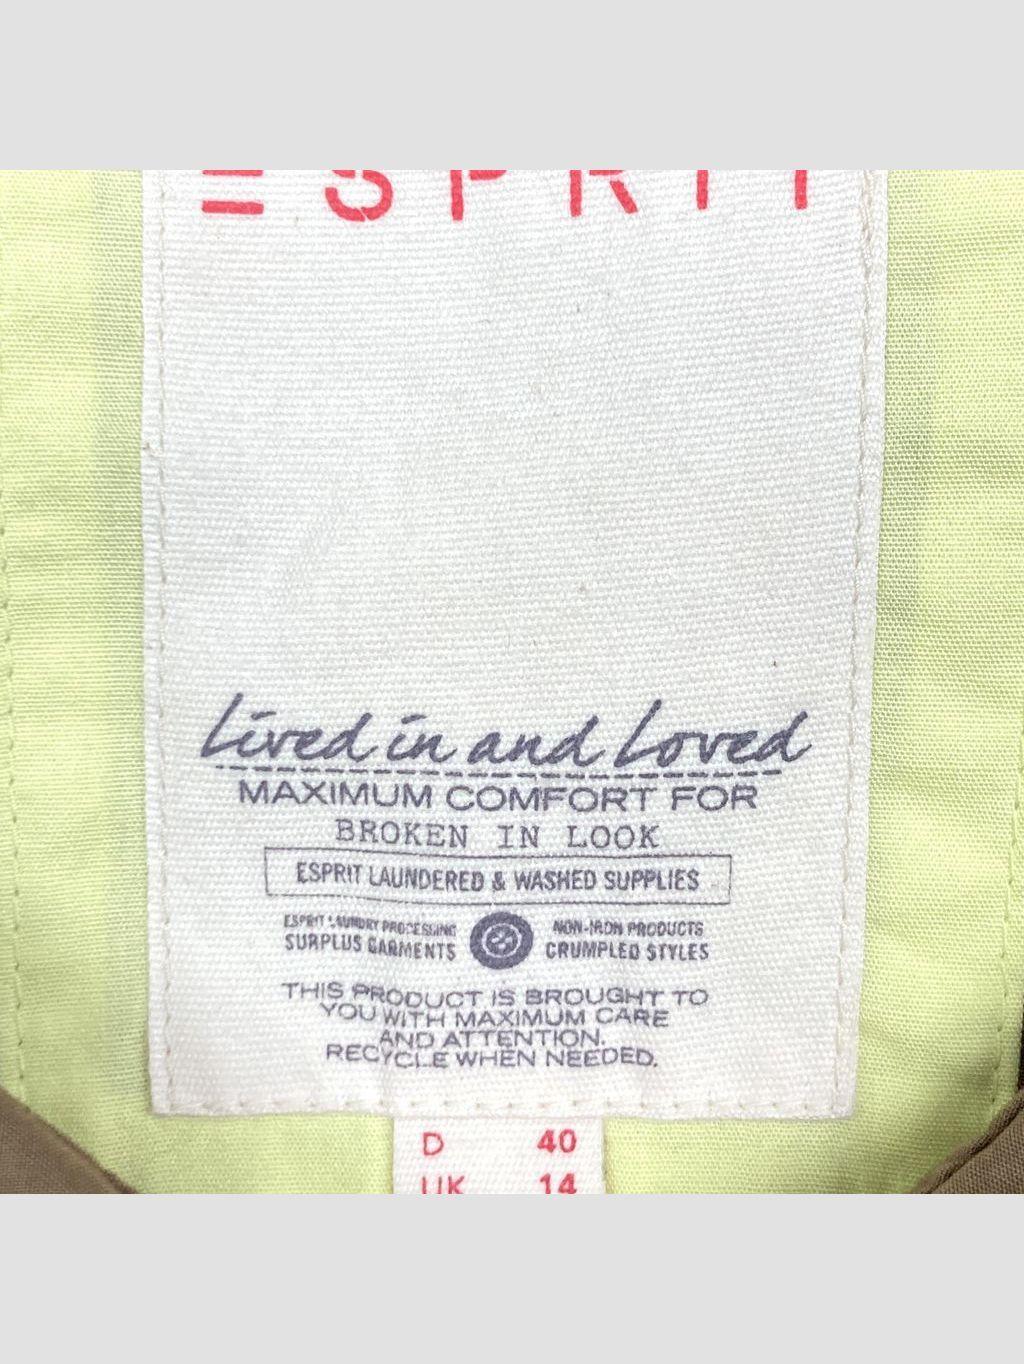 ESPRIT
Lived in and Loved
MAXIMUM COMFORT FOR
BROKEN IN LOOK
ESPRIT LAUNDERED & WASHED SUPPLIES
ESPRIT LAUNDRY PROCESSING
SURPLUS GARMENTS
NON-IRON PRODUCTS
CRUMPLED STYLES
THIS PRODUCT IS BROUGHT TO
YOU WITH MAXIMUM CARE
AND ATTENTION.
RECYCLE WHEN NEEDED.
D 40
UK 14